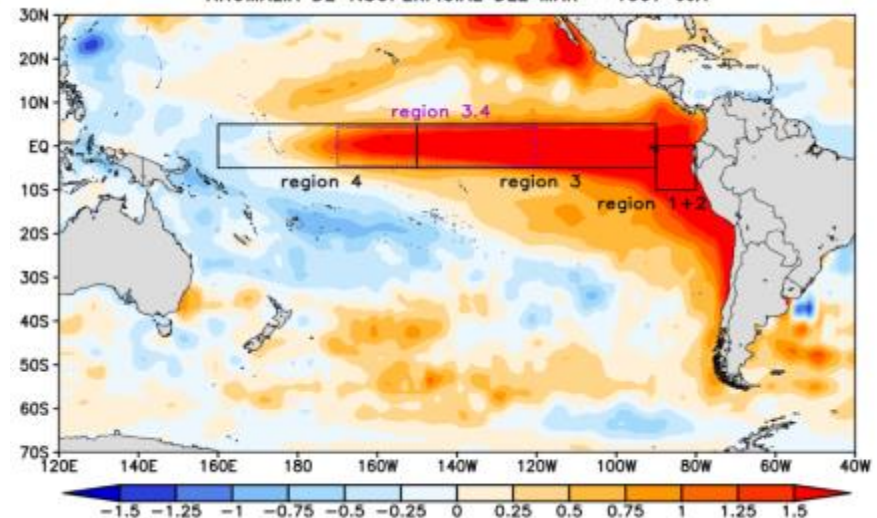 30N
20N
10N
EQ
10S
20S
30S
40S
50S
60S
70S
region 3.4
region 4
region 3
region 1+2
120E 140E 160E 180 160W 140W 120W 100W 80W 60W 40W
-1.5 -1.25 -1 -0.75 -0.5 -0.25 0 0.25 0.5 0.75 1 1.25 1.5